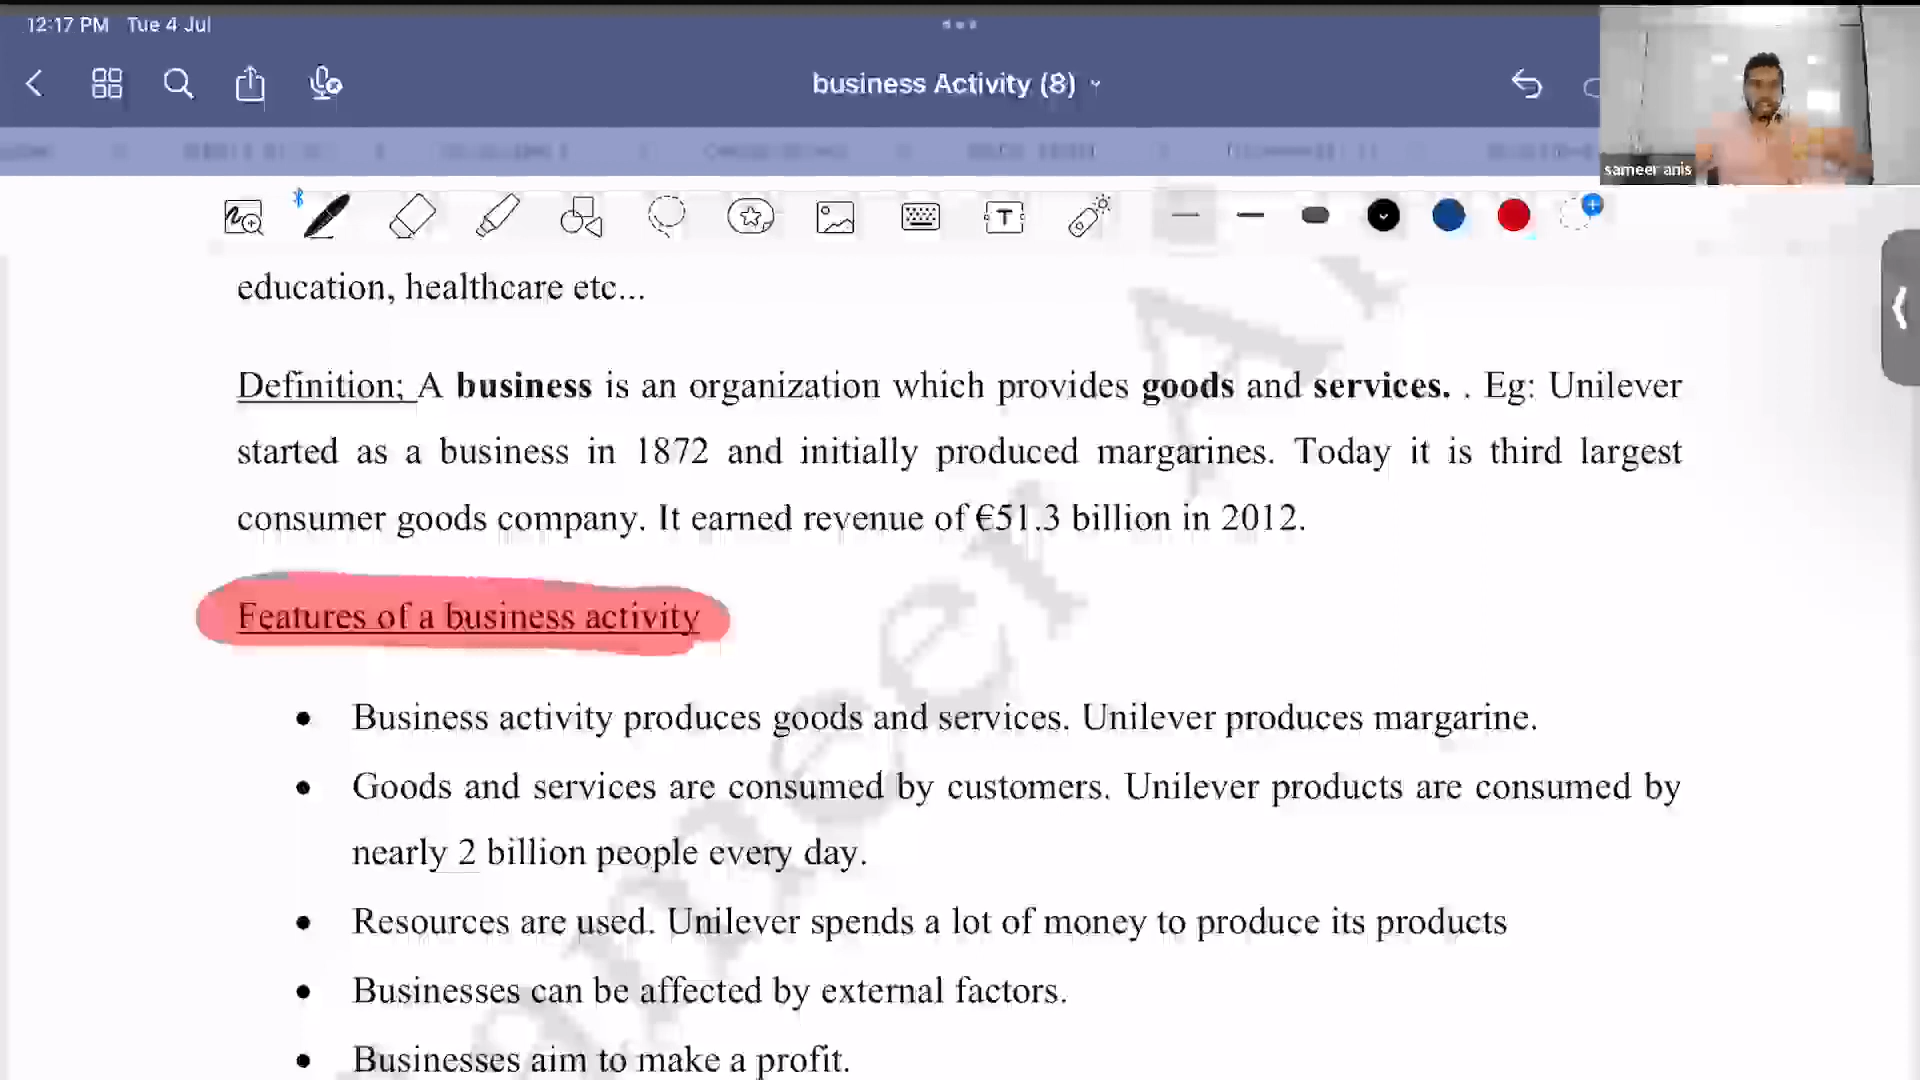 12:17 PM Tue 4 Jul
business Activity (8)
sameer anis
education, healthcare etc...
Definition; A business is an organization which provides goods and services. . Eg: Unilever
started as a business in 1872 and initially produced margarines. Today it is third largest
consumer goods company. It earned revenue of €51.3 billion in 2012.
Features of a business activity
• Business activity produces goods and services. Unilever produces margarine.
• Goods and services are consumed by customers. Unilever products are consumed by
nearly 2 billion people every day.
• Resources are used. Unilever spends a lot of money to produce its products
• Businesses can be affected by external factors.
• Businesses aim to make a profit.